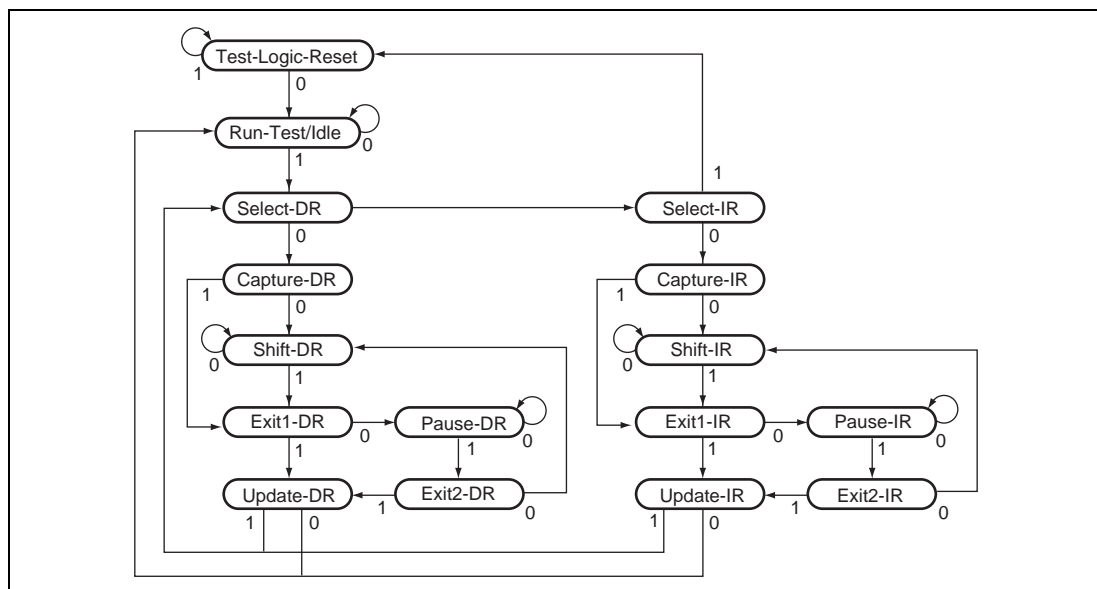 Test-Logic-Reset
1
0
Run-Test/Idle
0
1
1
Select-DR
Select-IR
0
0
Capture-DR
Capture-IR
1
0
1
0
Shift-DR
Shift-IR
0
1
0
1
Exit1-DR
Pause-DR
Exit1-IR
Pause-IR
0
0
0
0
1
1
1
1
Update-DR
Exit2-DR
Update-IR
Exit2-IR
1
0
1
0
1
0
1
0